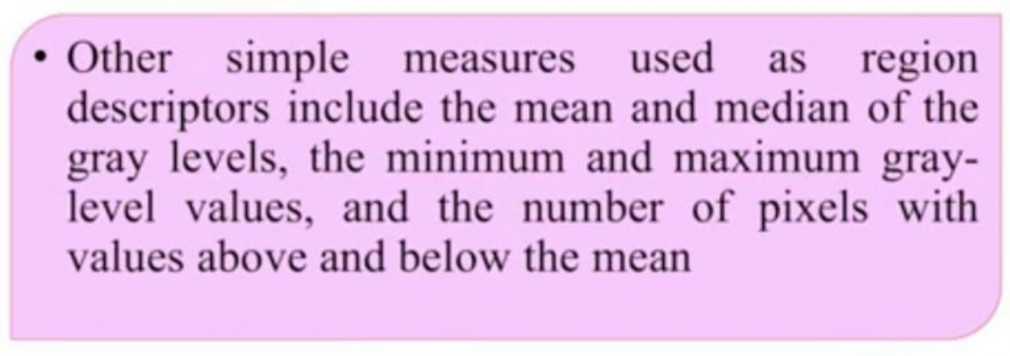 • Other simple measures used as region
descriptors include the mean and median of the
gray levels, the minimum and maximum gray-
level values, and the number of pixels with
values above and below the mean